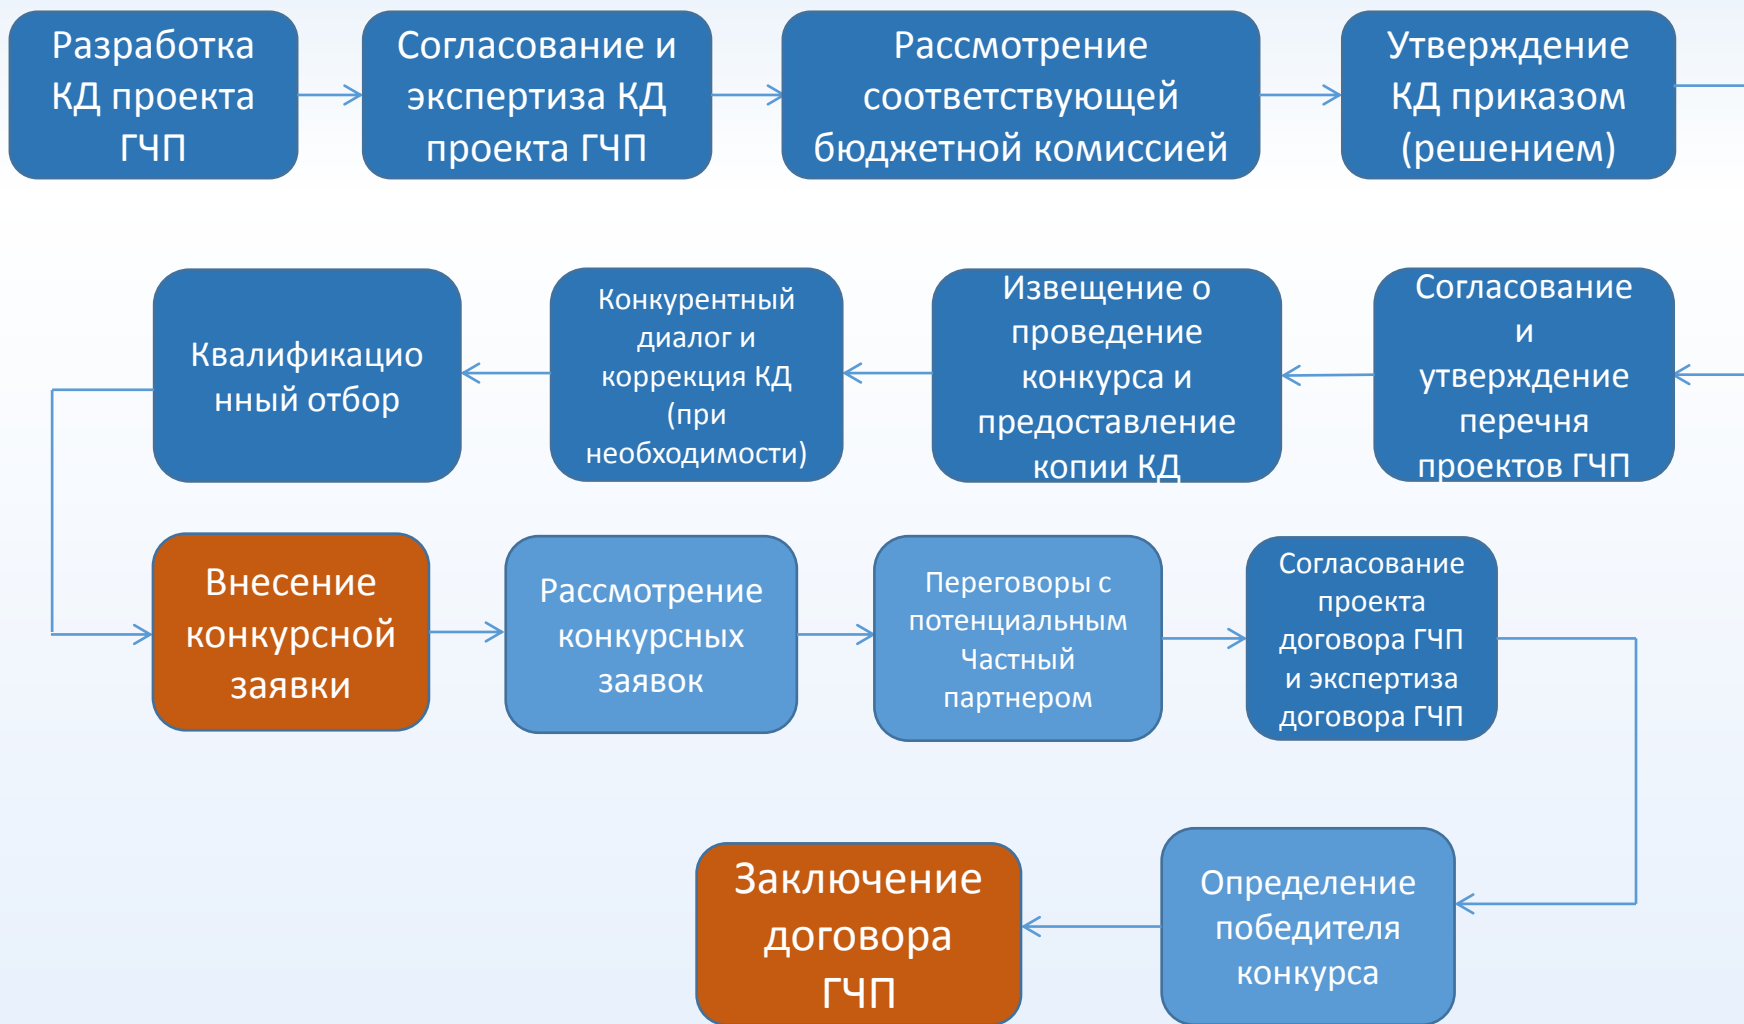 Разработка
КД проекта
ГЧП
Согласование и
экспертиза КД
проекта ГЧП
Рассмотрение
соответствующей
бюджетной комиссией
Утверждение
КД приказом
(решением)
Согласование
и
утверждение
перечня
проектов ГЧП
Извещение о
проведение
конкурса и
предоставление
копии КД
Конкурентный
диалог и
коррекция КД
(при
необходимости)
Квалификацио
нный отбор
Внесение
конкурсной
заявки
Рассмотрение
конкурсных
заявок
Переговоры с
потенциальным
Частный
партнером
Согласование
проекта
договора ГЧП
и экспертиза
договора ГЧП
Определение
победителя
конкурса
Заключение
договора
ГЧП